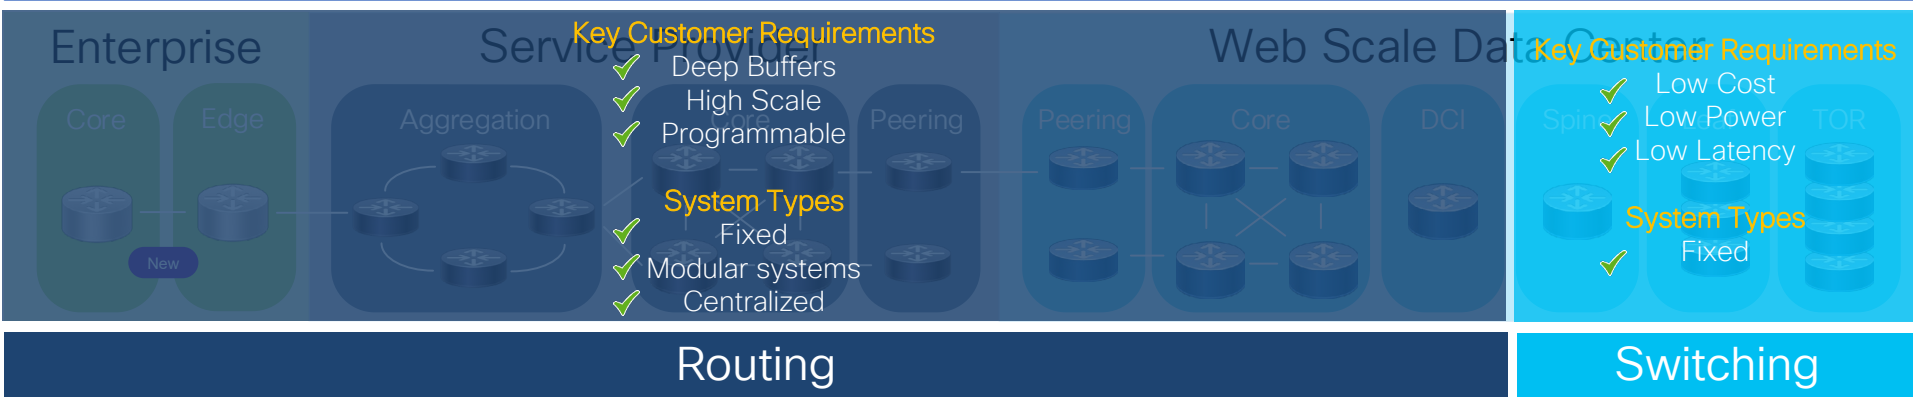 Enterprise
Service Provider
Web Scale Data Center
Key Customer Requirements
Deep Buffers
High Scale
Programmable
System Types
Fixed
Modular systems
Centralized
Key Customer Requirements
Low Cost
Low Power
Low Latency
System Types
Fixed
Core
Edge
New
Aggregation
Core
Peering
Peering
Core
DCI
Spine
Leaf
TOR
Routing
Switching